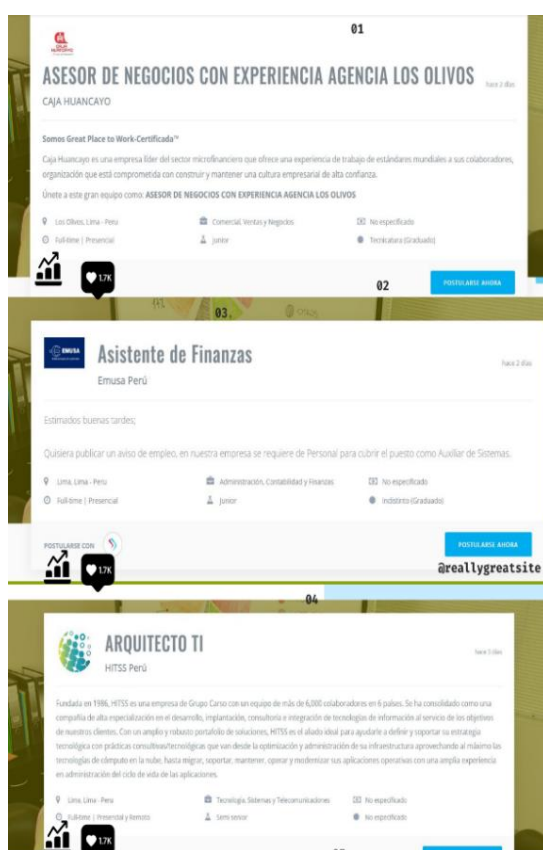 01
CAJA
HUANCAYO
ASESOR DE NEGOCIOS CON EXPERIENCIA AGENCIA LOS OLIVOS
hace 2 días
CAJA HUANCAYO
Somos Great Place to Work-Certificada™
Caja Huancayo es una empresa líder del sector microfinanciero que ofrece una experiencia de trabajo de estándares mundiales a sus colaboradores,
organización que está comprometida con construir y mantener una cultura empresarial de alta confianza.
Únete a este gran equipo como: ASESOR DE NEGOCIOS CON EXPERIENCIA AGENCIA LOS OLIVOS
Los Olivos, Lima - Peru Comercial, Ventas y Negocios No especificado
Full-time | Presencial Junior Tecnicatura (Graduado)
1.7K
02
POSTULARSE AHORA
03.
EMUSA
Asistente de Finanzas
hace 2 días
Emusa Perú
Estimados buenas tardes;
Quisiera publicar un aviso de empleo, en nuestra empresa se requiere de Personal para cubrir el puesto como Auxiliar de Sistemas.
Lima, Lima - Peru Administración, Contabilidad y Finanzas No especificado
Full-time | Presencial Junior Indistinto (Graduado)
POSTULARSE CON
POSTULARSE AHORA
1.7K
@reallygreatsite
04
ARQUITECTO TI
hace 3 días
HITSS Perú
Fundada en 1986, HITSS es una empresa de Grupo Carso con un equipo de más de 6,000 colaboradores en 6 países. Se ha consolidado como una
compañía de alta especialización en el desarrollo, implantación, consultoría e integración de tecnologías de información al servicio de los objetivos
de nuestros clientes. Con un amplio y robusto portafolio de soluciones, HITSS es el aliado ideal para ayudarle a definir y soportar su estrategia
tecnológica con prácticas consultivas/tecnológicas que van desde la optimización y administración de su infraestructura aprovechando al máximo las
tecnologías de cómputo en la nube, hasta migrar, soportar, mantener, operar y modernizar sus aplicaciones operativas con una amplia experiencia
en administración del ciclo de vida de las aplicaciones.
Lima, Lima - Peru Tecnología, Sistemas y Telecomunicaciones No especificado
Full-time | Presencial y Remoto Semi senior No especificado
1.7K